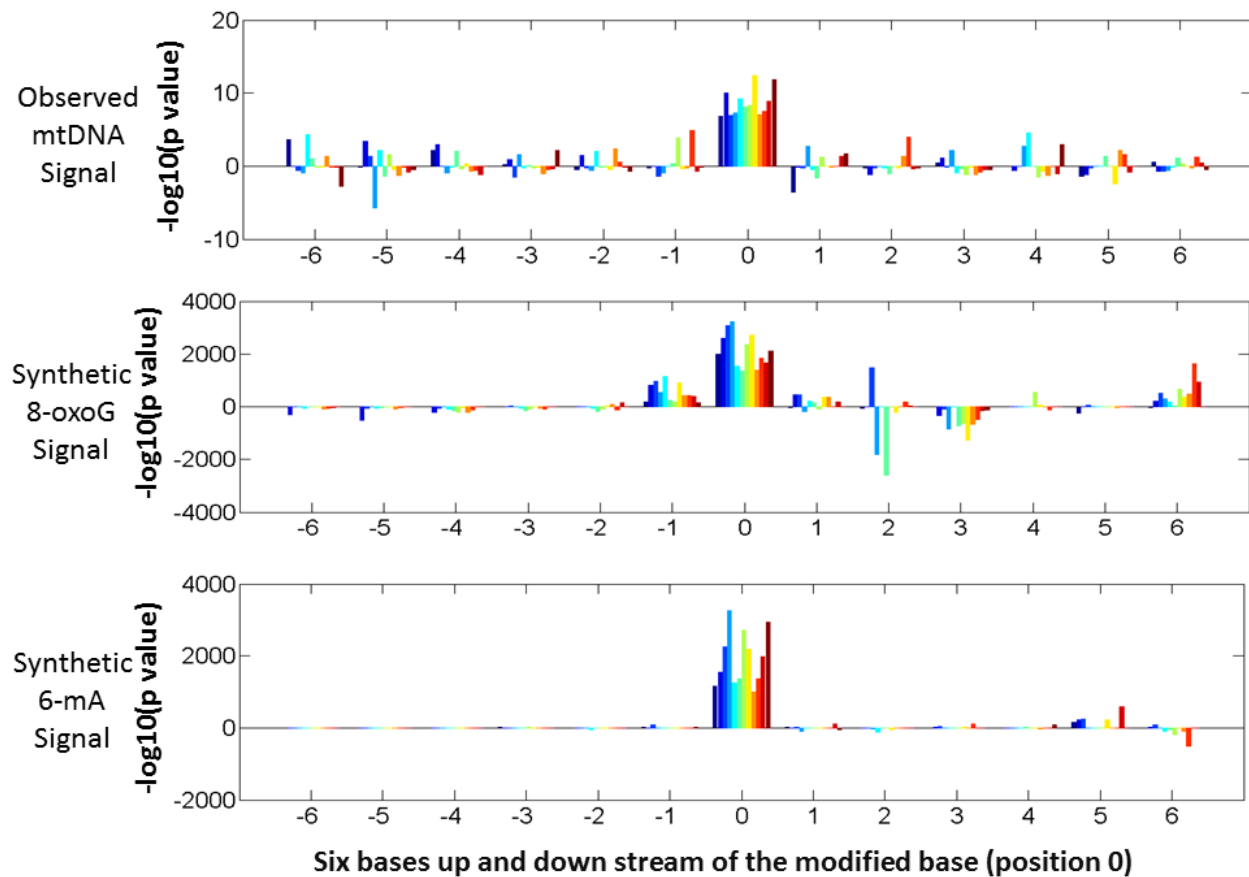 Observed
mtDNA
Signal
-log10(p value)
20
10
0
-10
-6 -5 -4 -3 -2 -1 0 1 2 3 4 5 6
Synthetic
8-oxoG
Signal
-log10(p value)
4000
2000
0
-2000
-4000
-6 -5 -4 -3 -2 -1 0 1 2 3 4 5 6
Synthetic
6-mA
Signal
-log10(p value)
4000
2000
0
-2000
-6 -5 -4 -3 -2 -1 0 1 2 3 4 5 6
Six bases up and down stream of the modified base (position 0)